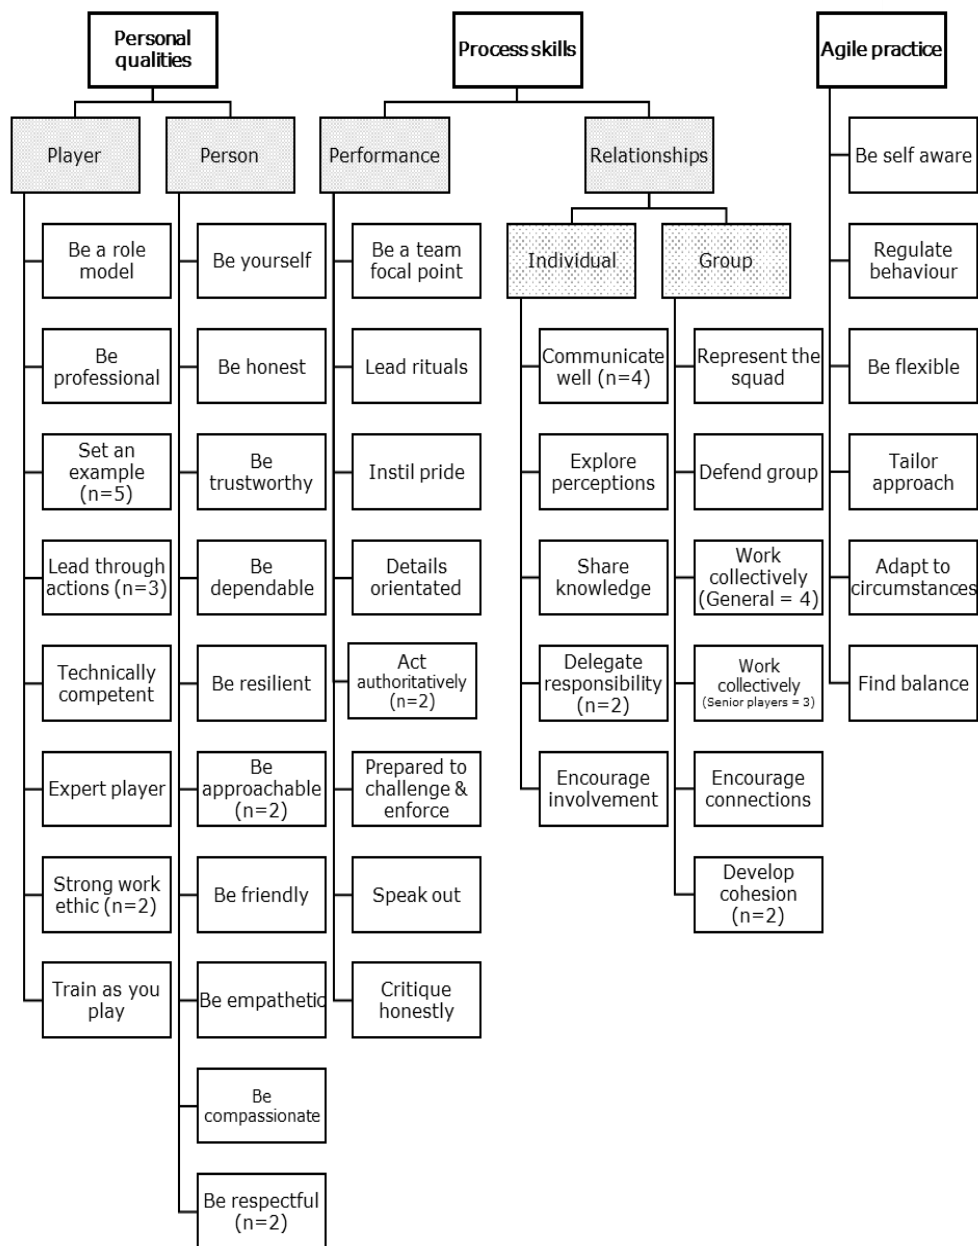 Personal
qualities
Process skills
Agile practice
Player
Person
Performance
Relationships
Individual
Group
Be a role
model
Be
professional
Set an
example
(n=5)
Lead through
actions (n=3)
Technically
competent
Expert player
Strong work
ethic (n=2)
Train as you
play
Be yourself
Be honest
Be
trustworthy
Be
dependable
Be resilient
Be
approachable
(n=2)
Be friendly
Be empathetic
Be
compassionate
Be respectful
(n=2)
Be a team
focal point
Lead rituals
Instil pride
Details
orientated
Act
authoritatively
(n=2)
Prepared to
challenge &
enforce
Speak out
Critique
honestly
Communicate
well (n=4)
Explore
perceptions
Share
knowledge
Delegate
responsibility
(n=2)
Encourage
involvement
Represent the
squad
Defend group
Work
collectively
(General = 4)
Work
collectively
(Senior players = 3)
Encourage
connections
Develop
cohesion
(n=2)
Be self aware
Regulate
behaviour
Be flexible
Tailor
approach
Adapt to
circumstances
Find balance